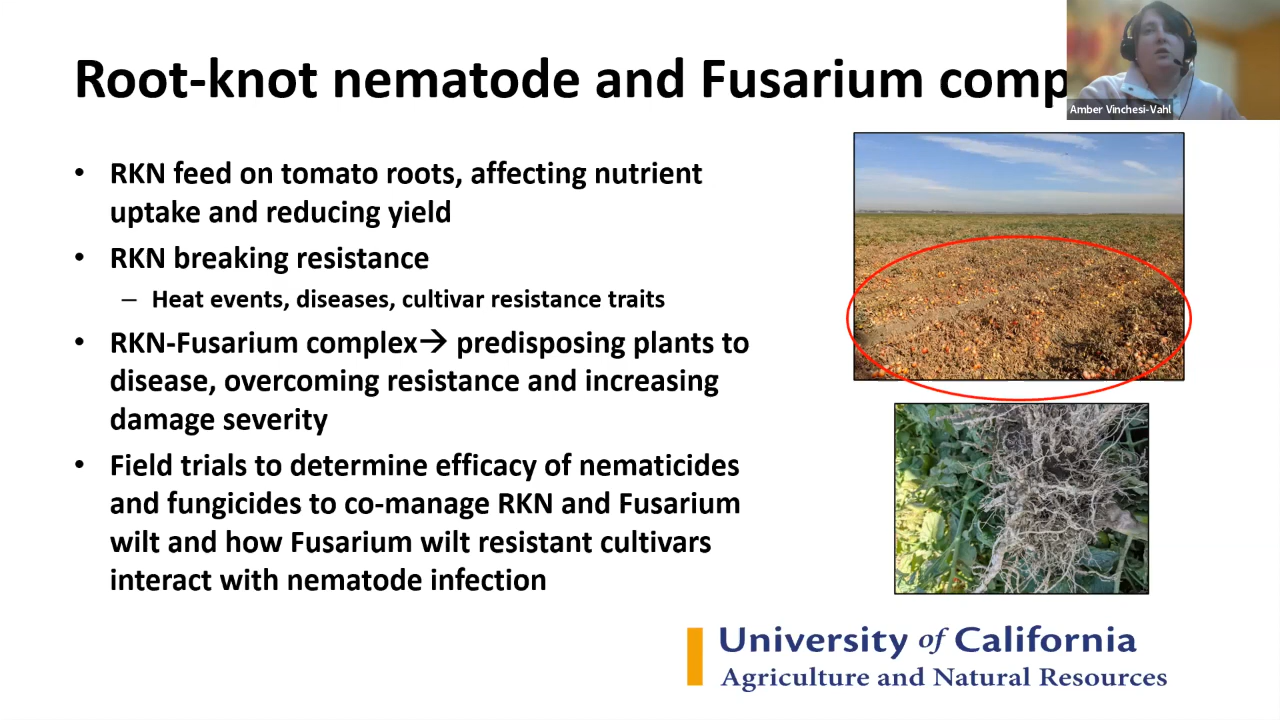 Root-knot nematode and Fusarium comp
Amber Vinchesi-Vahl
• RKN feed on tomato roots, affecting nutrient
uptake and reducing yield
• RKN breaking resistance
– Heat events, diseases, cultivar resistance traits
• RKN-Fusarium complex→ predisposing plants to
disease, overcoming resistance and increasing
damage severity
• Field trials to determine efficacy of nematicides
and fungicides to co-manage RKN and Fusarium
wilt and how Fusarium wilt resistant cultivars
interact with nematode infection
University of California
Agriculture and Natural Resources